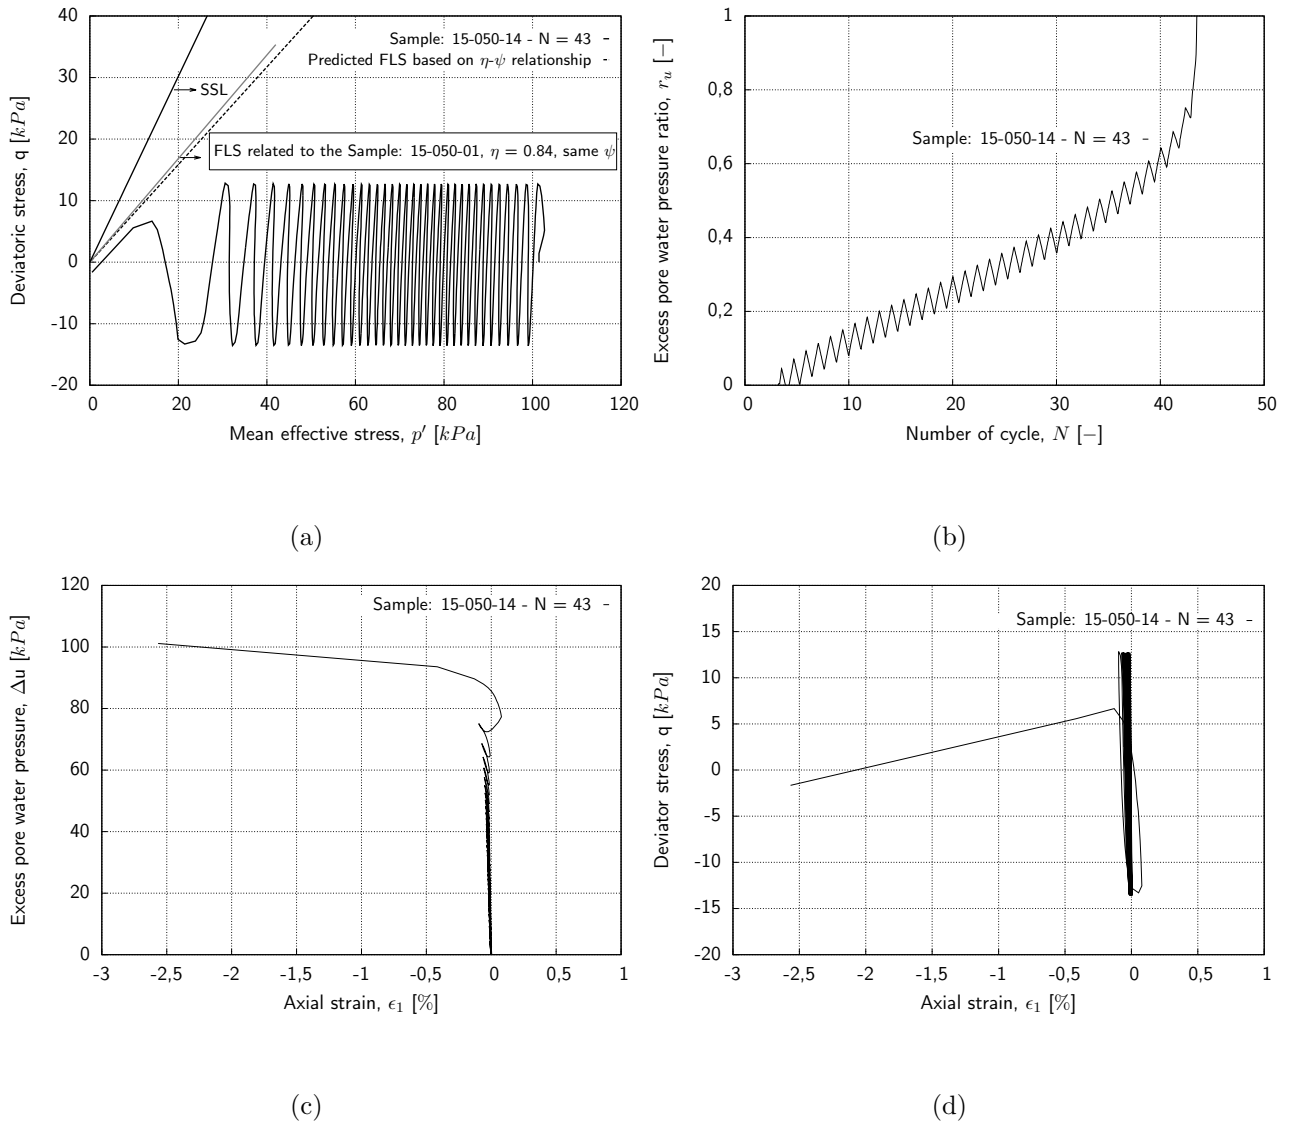 40
30
20
10
0
-10
-20
0 20 40 60 80 100 120
Deviatoric stress, q [kPa]
Mean effective stress, p′ [kPa]
Sample: 15-050-14 - N = 43
Predicted FLS based on η-ψ relationship
SSL
FLS related to the Sample: 15-050-01, η = 0.84, same ψ
(a)
1
0,8
0,6
0,4
0,2
0
0 10 20 30 40 50
Excess pore water pressure ratio, r_u [−]
Number of cycle, N [−]
Sample: 15-050-14 - N = 43
(b)
120
100
80
60
40
20
0
-3 -2,5 -2 -1,5 -1 -0,5 0 0,5 1
Excess pore water pressure, Δu [kPa]
Axial strain, ϵ₁ [%]
Sample: 15-050-14 - N = 43
(c)
20
15
10
5
0
-5
-10
-15
-20
-3 -2,5 -2 -1,5 -1 -0,5 0 0,5 1
Deviator stress, q [kPa]
Axial strain, ϵ₁ [%]
Sample: 15-050-14 - N = 43
(d)